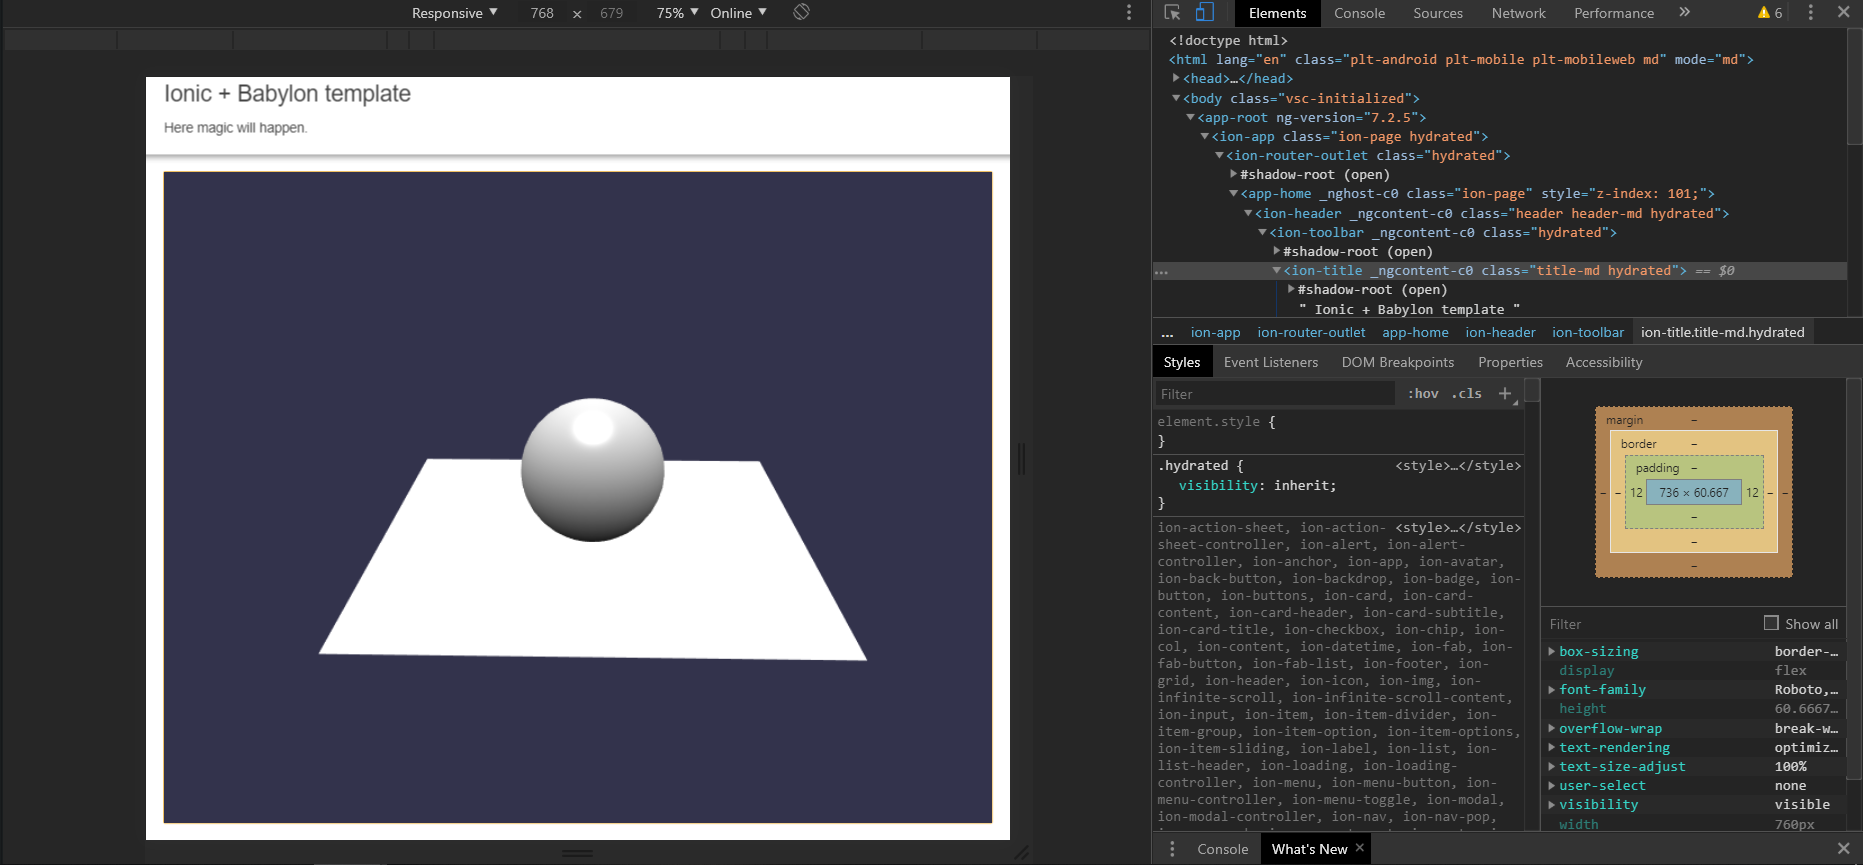 Responsive ▼ 768 × 679 75% ▼ Online ▼
Ionic + Babylon template
Here magic will happen.
Elements Console Sources Network Performance » 6
<!doctype html>
<html lang="en" class="plt-android plt-mobile plt-mobileweb md" mode="md">
<head>…</head>
<body class="vsc-initialized">
<app-root ng-version="7.2.5">
<ion-app class="ion-page hydrated">
<ion-router-outlet class="hydrated">
#shadow-root (open)
<app-home _nghost-c0 class="ion-page" style="z-index: 101;">
<ion-header _ngcontent-c0 class="header header-md hydrated">
<ion-toolbar _ngcontent-c0 class="hydrated">
#shadow-root (open)
<ion-title _ngcontent-c0 class="title-md hydrated"> == $0
#shadow-root (open)
" Ionic + Babylon template "
... ion-app ion-router-outlet app-home ion-header ion-toolbar ion-title.title-md.hydrated
Styles Event Listeners DOM Breakpoints Properties Accessibility
Filter :hov .cls +
element.style {
}
.hydrated { <style>…</style>
visibility: inherit;
}
ion-action-sheet, ion-action- <style>…</style>
sheet-controller, ion-alert, ion-alert-
controller, ion-anchor, ion-app, ion-avatar,
ion-back-button, ion-backdrop, ion-badge, ion-
button, ion-buttons, ion-card, ion-card-
content, ion-card-header, ion-card-subtitle,
ion-card-title, ion-checkbox, ion-chip, ion-
col, ion-content, ion-datetime, ion-fab, ion-
fab-button, ion-fab-list, ion-footer, ion-
grid, ion-header, ion-icon, ion-img, ion-
infinite-scroll, ion-infinite-scroll-content,
ion-input, ion-item, ion-item-divider, ion-
item-group, ion-item-option, ion-item-options,
ion-item-sliding, ion-label, ion-list, ion-
list-header, ion-loading, ion-loading-
controller, ion-menu, ion-menu-button, ion-
menu-controller, ion-menu-toggle, ion-modal,
ion-modal-controller, ion-nav, ion-nav-pop,
margin –
border –
padding –
– – 12 736 × 60.667 12 – –
–
–
–
Filter Show all
box-sizing border-…
display flex
font-family Roboto,…
height 60.6667…
overflow-wrap break-w…
text-rendering optimiz…
text-size-adjust 100%
user-select none
visibility visible
width 760px
Console What's New ×